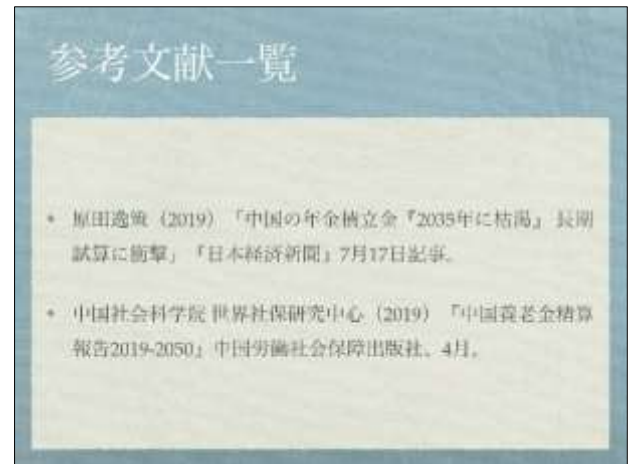 参考文献一覧
• 原田逸策（2019）「中国の年金積立金『2035年に枯渇』 長期
試算に衝撃」『日本経済新聞』7月17日記事。
• 中国社会科学院 世界社保研究中心（2019）『中国養老金精算
報告2019-2050』中国労働社会保障出版社、4月。